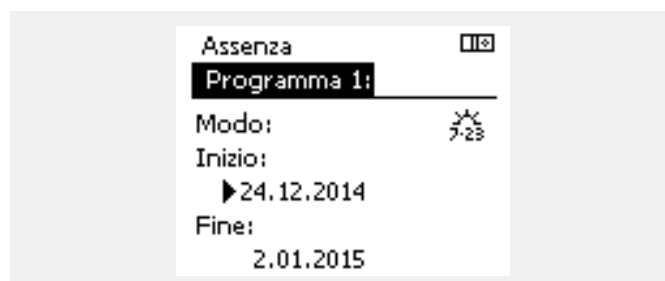 Assenza
Programma 1:
Modo:
7-23
Inizio:
24.12.2014
Fine:
2.01.2015